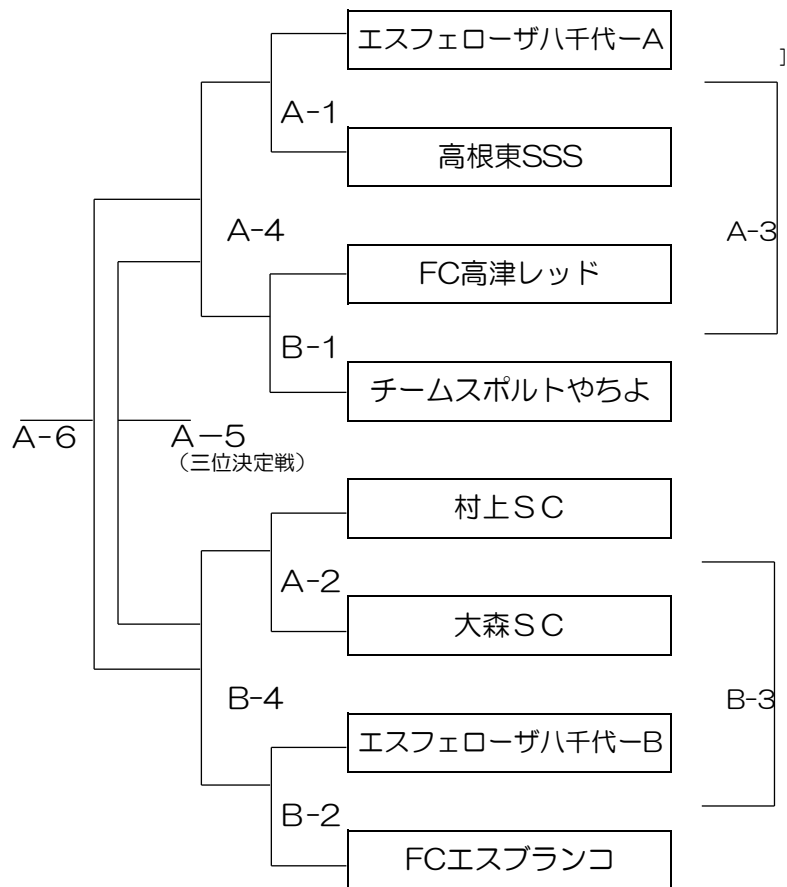 エスフェローザ八千代ーA
A-1
高根東SSS
A-4
A-3
FC高津レッド
B-1
チームスポルトやちよ
A-6
A－5
（三位決定戦）
村上ＳＣ
A-2
大森ＳＣ
B-4
B-3
エスフェローザ八千代ーB
B-2
FCエスブランコ